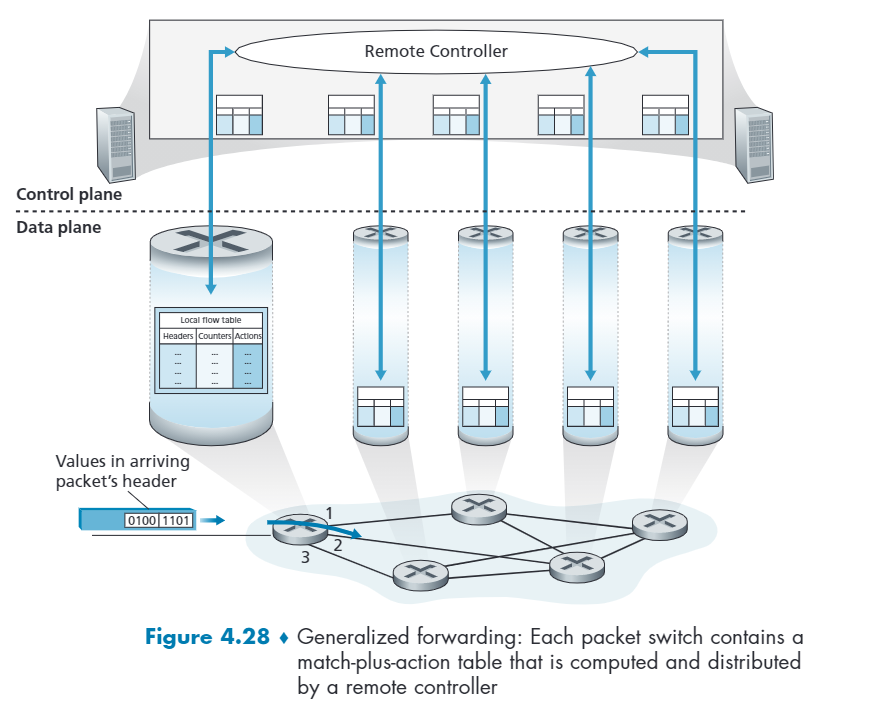 Remote Controller
Control plane
Data plane
Local flow table
Headers Counters Actions
Values in arriving
packet's header
0100 1101
1
2
3
Figure 4.28 ♦ Generalized forwarding: Each packet switch contains a
match-plus-action table that is computed and distributed
by a remote controller